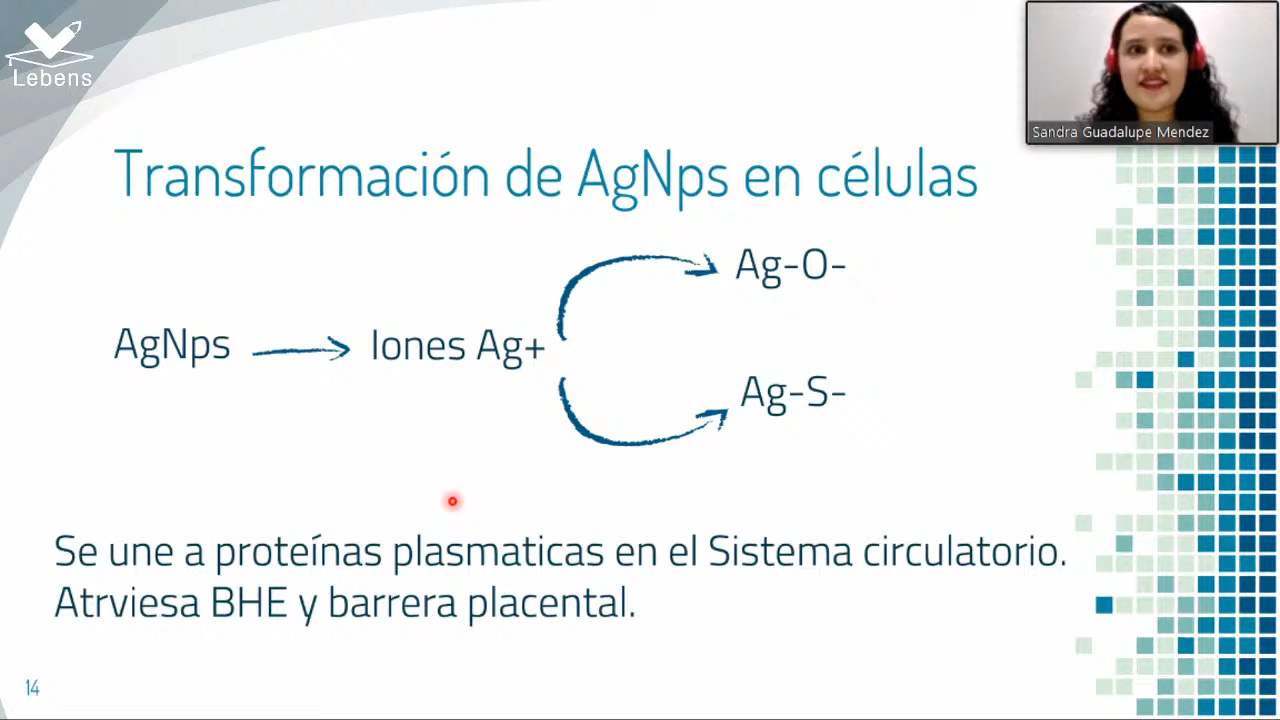 Lebens
Sandra Guadalupe Mendez
Transformación de AgNps en células
Ag-O-
AgNps
Iones Ag+
Ag-S-
Se une a proteínas plasmaticas en el Sistema circulatorio.
Atrviesa BHE y barrera placental.
14